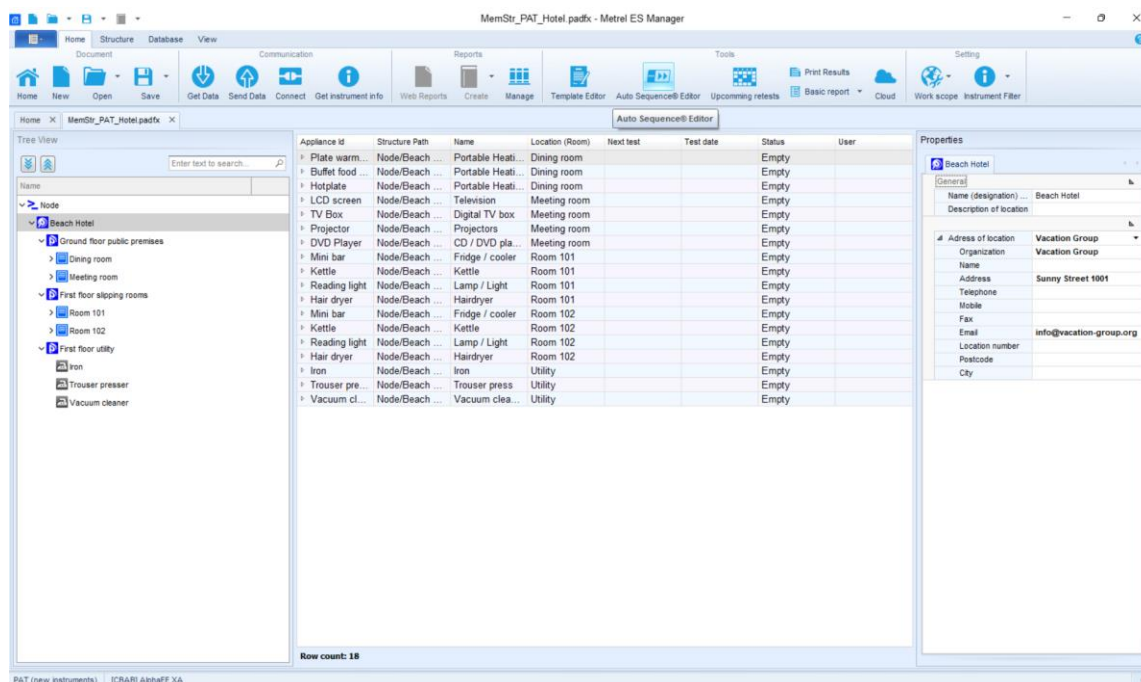 MemStr_PAT_Hotel.padfx - Metrel ES Manager
Home Structure Database View
Document Communication Reports Tools Setting
Home New Open Save Get Data Send Data Connect Get instrument info Web Reports Create Manage Template Editor Auto Sequence® Editor Upcomming retests Print Results Basic report Cloud Work scope Instrument Filter
Home MemStr_PAT_Hotel.padfx
Auto Sequence® Editor
Tree View
Enter text to search...
Name
Node
Beach Hotel
Ground floor public premises
Dining room
Meeting room
First floor slipping rooms
Room 101
Room 102
First floor utility
Iron
Trouser presser
Vacuum cleaner
Appliance Id Structure Path Name Location (Room) Next test Test date Status User
Plate warm... Node/Beach ... Portable Heati... Dining room Empty
Buffet food ... Node/Beach ... Portable Heati... Dining room Empty
Hotplate Node/Beach ... Portable Heati... Dining room Empty
LCD screen Node/Beach ... Television Meeting room Empty
TV Box Node/Beach ... Digital TV box Meeting room Empty
Projector Node/Beach ... Projectors Meeting room Empty
DVD Player Node/Beach ... CD / DVD pla... Meeting room Empty
Mini bar Node/Beach ... Fridge / cooler Room 101 Empty
Kettle Node/Beach ... Kettle Room 101 Empty
Reading light Node/Beach ... Lamp / Light Room 101 Empty
Hair dryer Node/Beach ... Hairdryer Room 101 Empty
Mini bar Node/Beach ... Fridge / cooler Room 102 Empty
Kettle Node/Beach ... Kettle Room 102 Empty
Reading light Node/Beach ... Lamp / Light Room 102 Empty
Hair dryer Node/Beach ... Hairdryer Room 102 Empty
Iron Node/Beach ... Iron Utility Empty
Trouser pre... Node/Beach ... Trouser press Utility Empty
Vacuum cl... Node/Beach ... Vacuum clea... Utility Empty
Row count: 18
Properties
Beach Hotel
General
Name (designation) ... Beach Hotel
Description of location
Adress of location Vacation Group
Organization Vacation Group
Name
Address Sunny Street 1001
Telephone
Mobile
Fax
Email info@vacation-group.org
Location number
Postcode
City
PAT (new instruments)